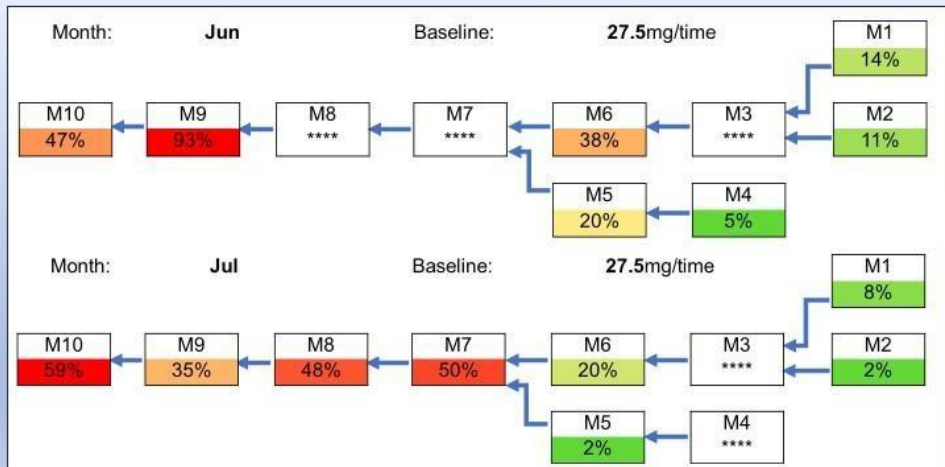 Month: Jun Baseline: 27.5mg/time
M1
14%
M10 M9 M8 M7 M6 M3 M2
47% 93% **** **** 38% **** 11%
M5 M4
20% 5%
Month: Jul Baseline: 27.5mg/time
M1
8%
M10 M9 M8 M7 M6 M3 M2
59% 35% 48% 50% 20% **** 2%
M5 M4
2% ****